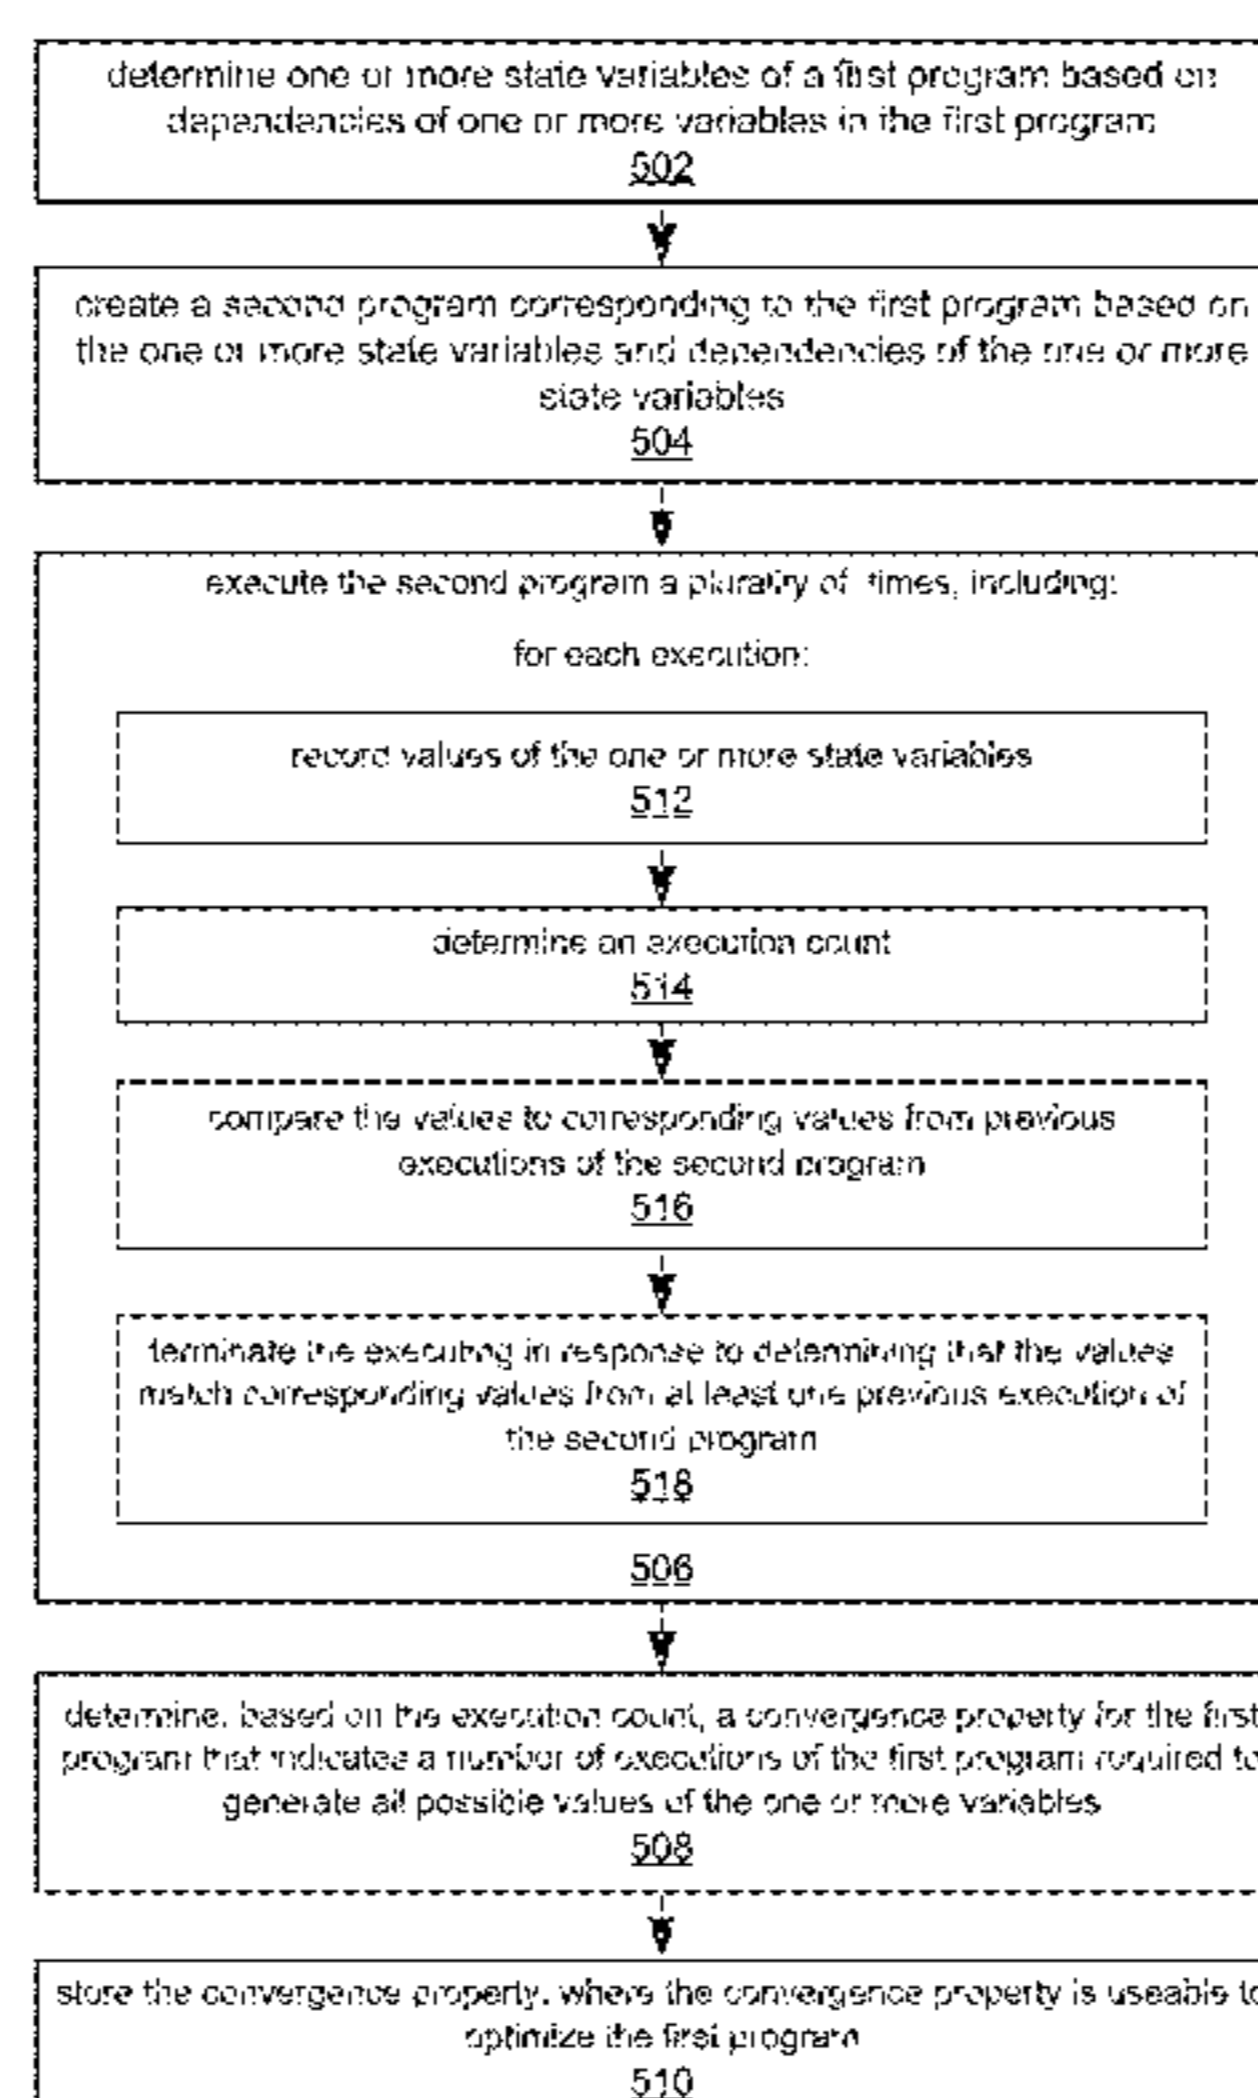 determine one or more state variables of a first program based on
dependencies of one or more variables in the first program
502
create a second program corresponding to the first program based on
the one or more state variables and dependencies of the one or more
state variables
504
execute the second program a plurality of times, including:
for each execution:
record values of the one or more state variables
512
determine an execution count
514
compare the values to corresponding values from previous
executions of the second program
516
terminate the executing in response to determining that the values
match corresponding values from at least one previous execution of
the second program
518
506
determine, based on the execution count, a convergence property for the first
program that indicates a number of executions of the first program required to
generate all possible values of the one or more variables
508
store the convergence property, where the convergence property is useable to
optimize the first program
510